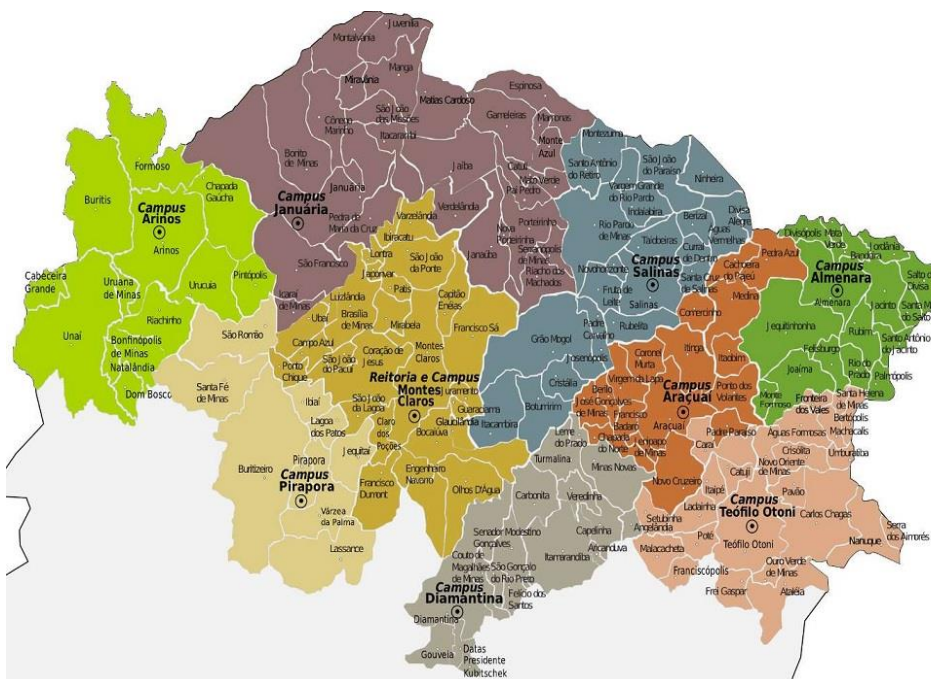 Juvenília
Montalvânia
Manga
Miravânia
Matias Cardoso
Espinosa
São João
das Missões
Cônego
Marinho
Itacarambi
Gameleiras
Mamonas
Monte
Azul
Montezuma
Bonito
de Minas
Januária
Jaíba
Catuti
Mato Verde
Pai Pedro
Santo Antônio
do Retiro
São João
do Paraíso
Ninheira
Vargem Grande
do Rio Pardo
Indaiabira
Formoso
Chapada
Gaúcha
Buritis
Campus
Arinos
Arinos
Campus
Januária
Pedra de
Maria da Cruz
Varzelândia
Verdelândia
Ibiracatu
Nova
Porteirinha
Porteirinha
Serranópolis
de Minas
Riacho dos
Machados
Janaúba
Rio Pardo
de Minas
Taiobeiras
Berizal
Divisa
Alegre
Águas
Vermelhas
Curral
de Dentro
Santa Cruz
de Salinas
Campus
Salinas
Salinas
Novorizonte
Fruta de
Leite
Rubelita
Padre
Carvalho
Cachoeira
do Pajeú
Pedra Azul
Medina
Comercinho
Divisópolis
Mata
Verde
Bandeira
Jordânia
Campus
Almenara
Almenara
Salto da
Divisa
Jacinto
Santa M
do Salto
Santo Antônio
do Jacinto
Rubim
Rio do
Prado
Palmópolis
Jequitinhonha
Felisburgo
Joaíma
Monte
Formoso
Cabeceira
Grande
Uruana
de Minas
Urucuia
Pintópolis
Riachinho
Unaí
Bonfinópolis
de Minas
Natalândia
Dom Bosco
São Francisco
Icaraí
de Minas
Lontra
Japonvar
São João
da Ponte
Patis
Capitão
Enéias
Luizlândia
Brasília
de Minas
Mirabela
Francisco Sá
Ubaí
Campo Azul
São Romão
Santa Fé
de Minas
Ponto
Chique
São João
do Pacuí
Coração de
Jesus
Montes
Claros
Reitoria e Campus
Montes
Claros
Juramento
Glaucilândia
Guaraciama
Bocaiúva
Claro
dos
Poções
São João
da Lagoa
Ibiaí
Lagoa
dos Patos
Jequitaí
Pirapora
Buritizeiro
Campus
Pirapora
Várzea
da Palma
Lassance
Francisco
Dumont
Engenheiro
Navarro
Olhos D'Água
Grão Mogol
Josenópolis
Cristália
Botumirim
Itacambira
Coronel
Murta
Itinga
Itaobim
Virgem da Lapa
Berilo
José Gonçalves
de Minas
Francisco
Badaró
Chapada
do Norte
Jenipapo
de Minas
Campus
Araçuaí
Araçuaí
Ponto dos
Volantes
Novo Cruzeiro
Padre Paraíso
Caraí
Fronteira
dos Vales
Santa Helena
de Minas
Bertópolis
Machacalis
Umburatiba
Águas Formosas
Crisólita
Novo Oriente
de Minas
Catuji
Itaipé
Ladainha
Pavão
Carlos Chagas
Nanuque
Serra
dos Aimorés
Campus
Teófilo Otoni
Teófilo Otoni
Setubinha
Angelândia
Malacacheta
Poté
Franciscópolis
Ouro Verde
de Minas
Frei Gaspar
Ataléia
Leme
do Prado
Turmalina
Minas Novas
Carbonita
Veredinha
Capelinha
Aricanduva
Itamarandiba
Senador Modestino
Gonçalves
Couto de
Magalhães
de Minas
São Gonçalo
do Rio Preto
Felício dos
Santos
Campus
Diamantina
Diamantina
Gouveia
Datas
Presidente
Kubitschek